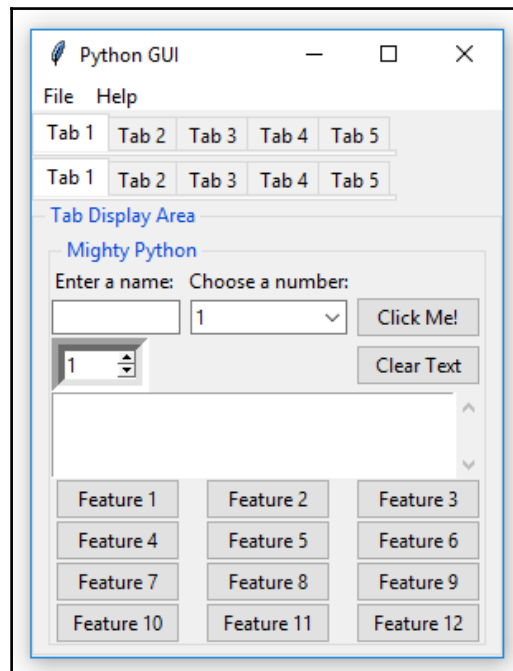 Python GUI
File Help
Tab 1 Tab 2 Tab 3 Tab 4 Tab 5
Tab 1 Tab 2 Tab 3 Tab 4 Tab 5
Tab Display Area
Mighty Python
Enter a name: Choose a number:
1 Click Me!
1 Clear Text
Feature 1 Feature 2 Feature 3
Feature 4 Feature 5 Feature 6
Feature 7 Feature 8 Feature 9
Feature 10 Feature 11 Feature 12